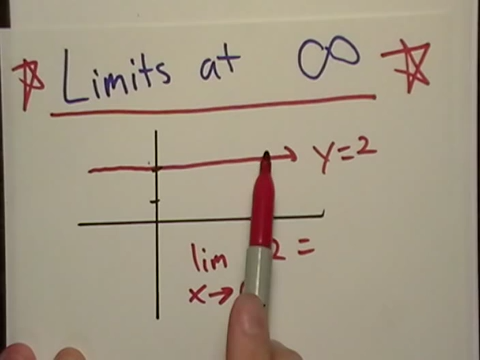 Limits at ∞
y=2
lim 2 =
x→